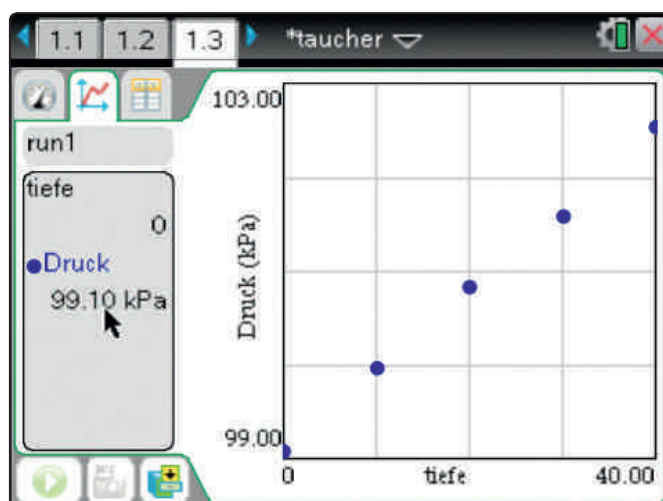 1.1 1.2 1.3 *taucher
run1
tiefe
0
Druck
99.10 kPa
103.00
Druck (kPa)
99.00
0 tiefe 40.00